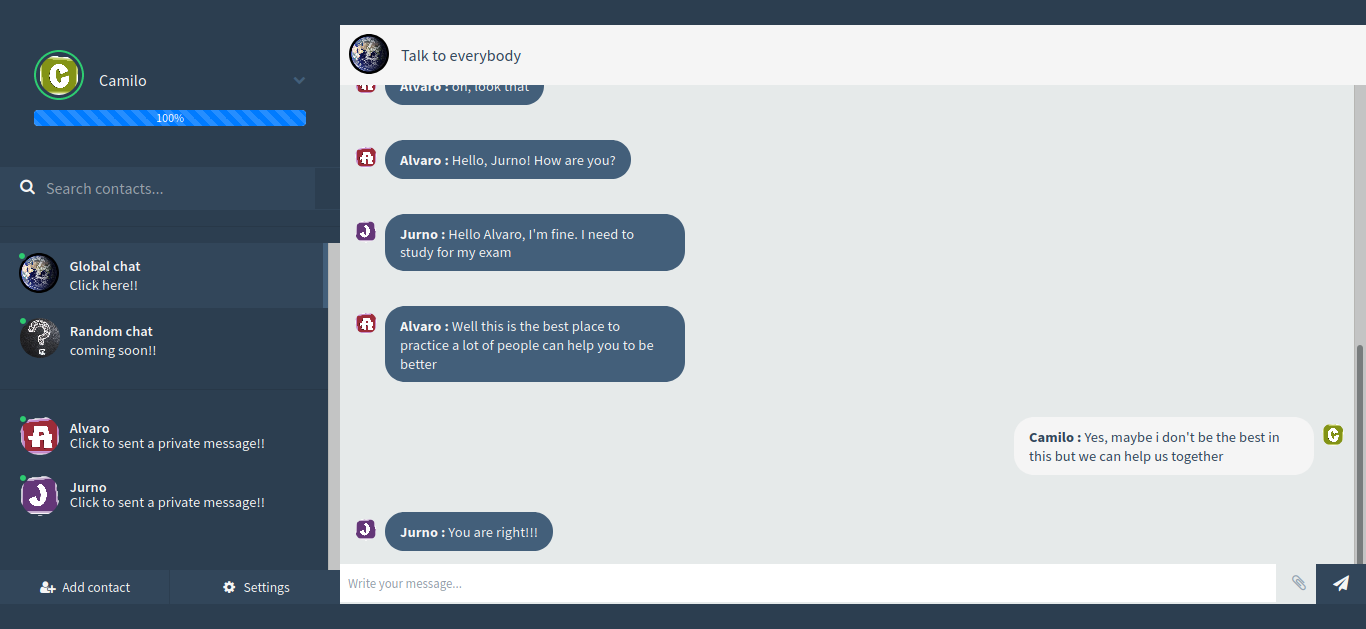 Camilo
100%
Search contacts...
Global chat
Click here!!
Random chat
coming soon!!
Alvaro
Click to sent a private message!!
Jurno
Click to sent a private message!!
Add contact
Settings
Talk to everybody
Alvaro : oh, look that
Alvaro : Hello, Jurno! How are you?
Jurno : Hello Alvaro, I'm fine. I need to
study for my exam
Alvaro : Well this is the best place to
practice a lot of people can help you to be
better
Camilo : Yes, maybe i don't be the best in
this but we can help us together
Jurno : You are right!!!
Write your message...